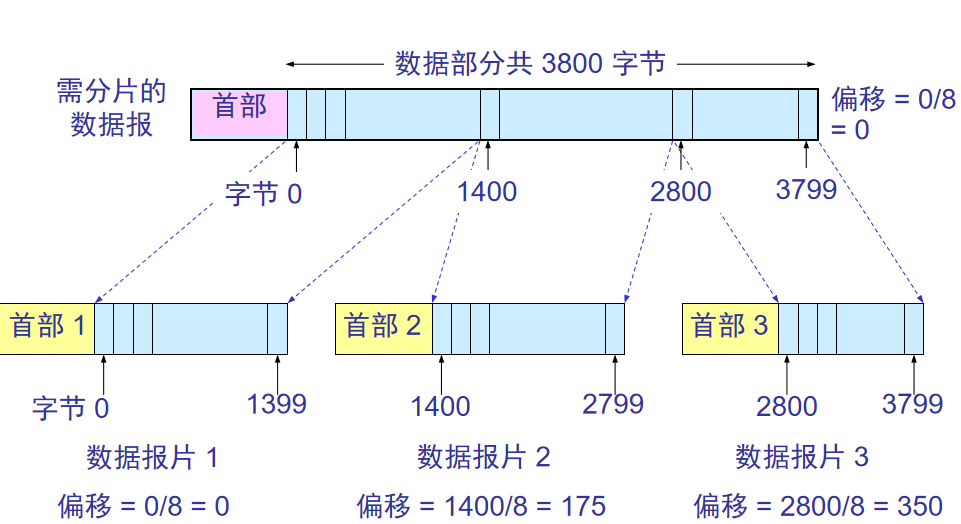 数据部分共 3800 字节
需分片的
数据报
首部
偏移 = 0/8
= 0
字节 0
1400
2800
3799
首部 1
首部 2
首部 3
字节 0
1399
1400
2799
2800
3799
数据报片 1
数据报片 2
数据报片 3
偏移 = 0/8 = 0
偏移 = 1400/8 = 175
偏移 = 2800/8 = 350